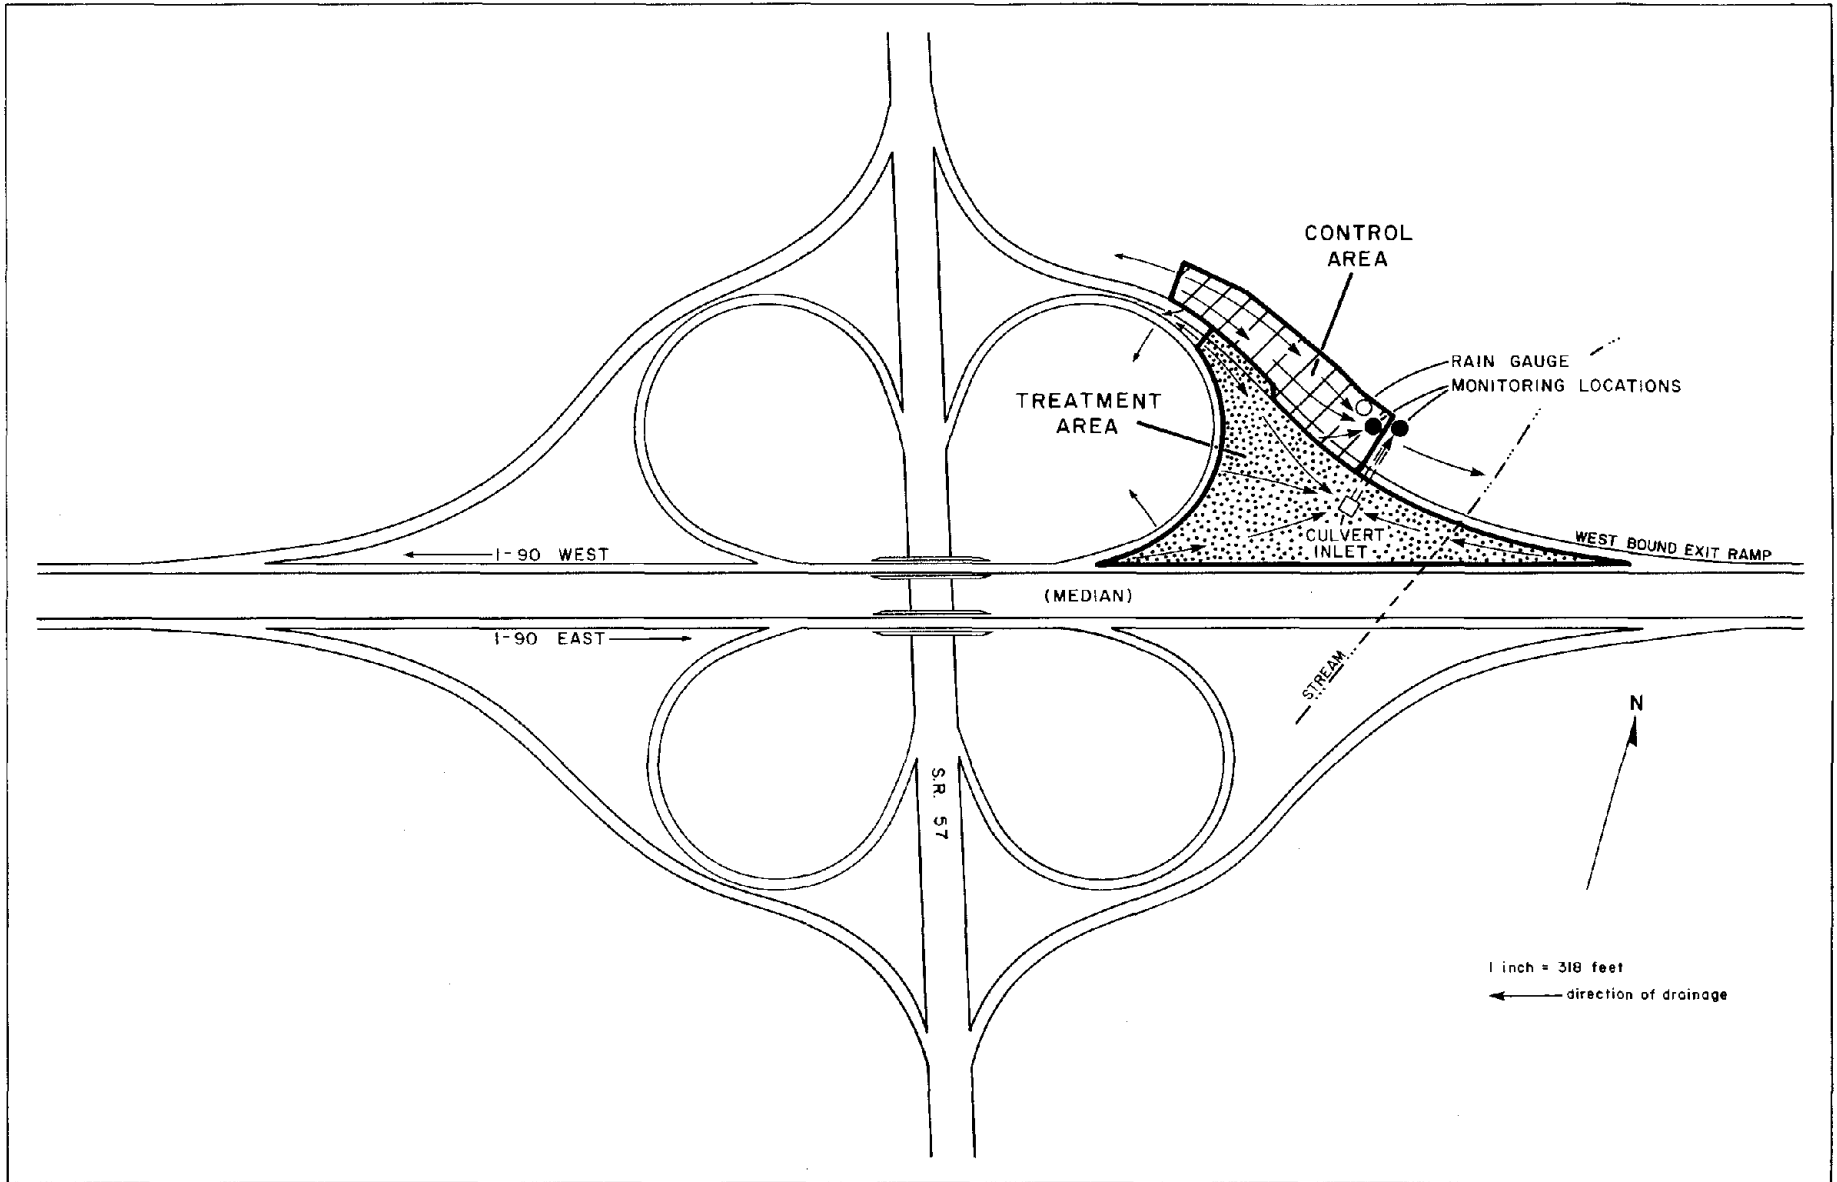 CONTROL
AREA
RAIN GAUGE
MONITORING LOCATIONS
TREATMENT
AREA
CULVERT
INLET
WEST BOUND EXIT RAMP
I-90 WEST
(MEDIAN)
I-90 EAST
STREAM
N
S.R. 57
1 inch = 318 feet
direction of drainage